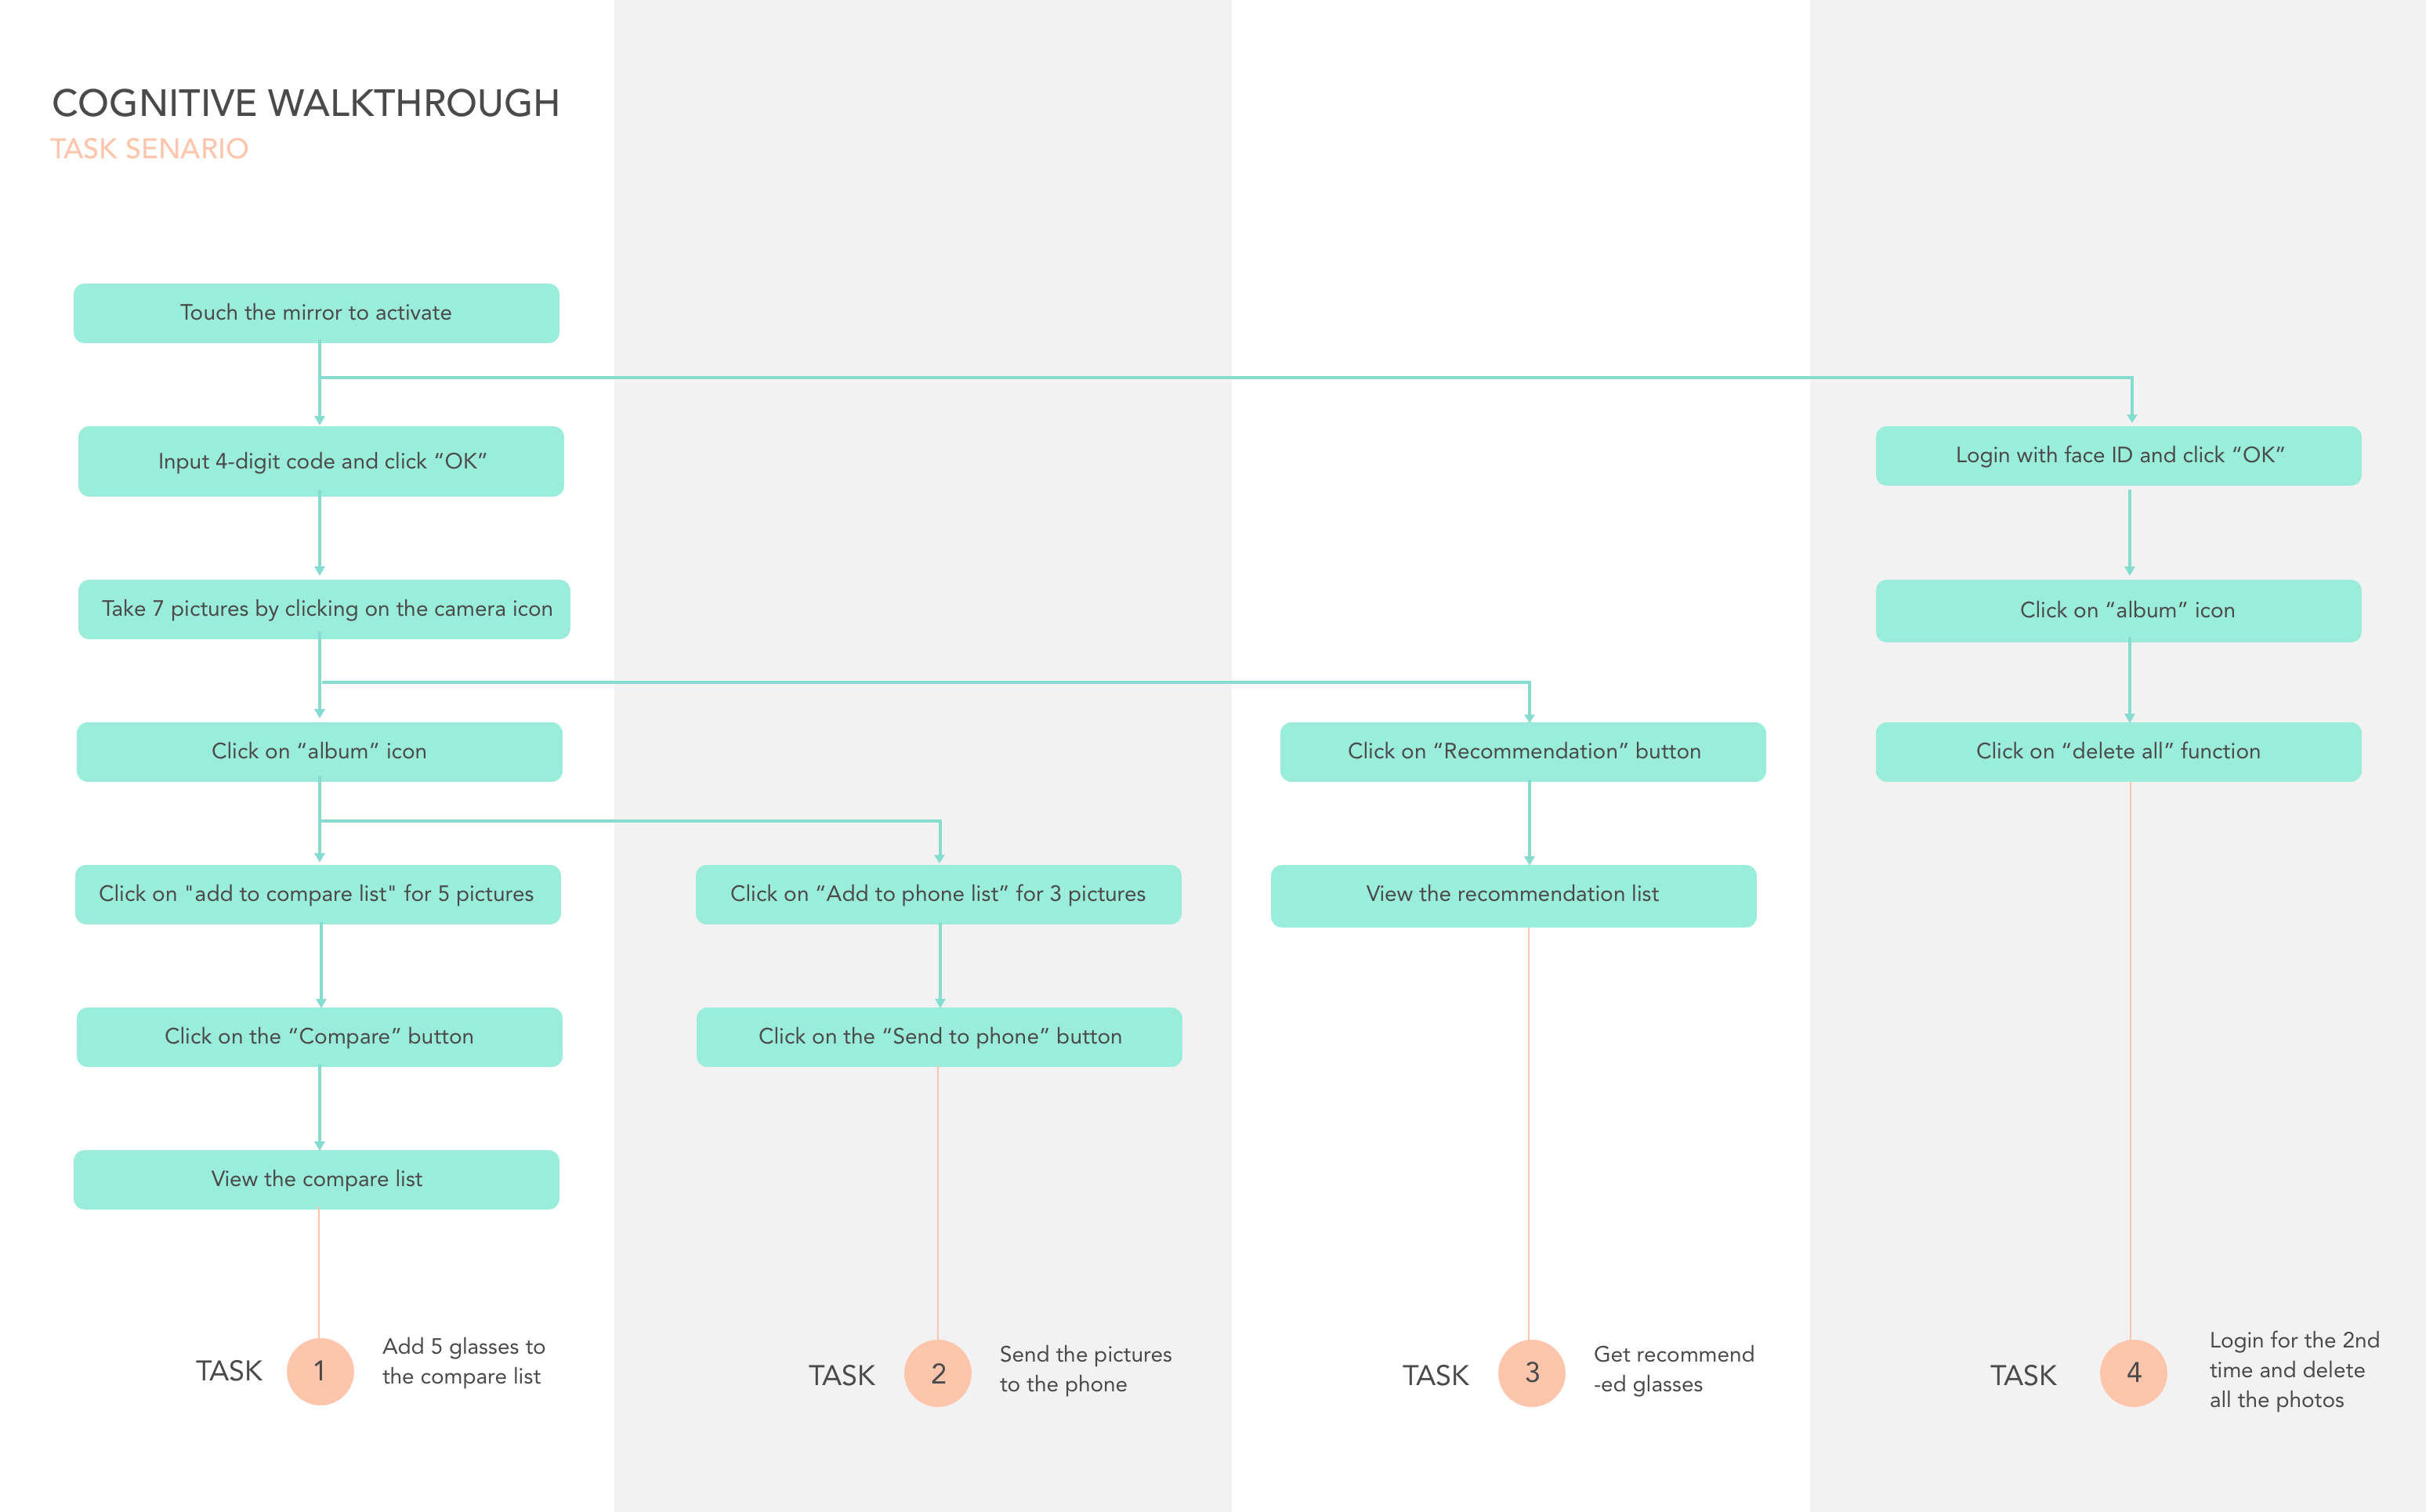 COGNITIVE WALKTHROUGH
TASK SENARIO
Touch the mirror to activate
Input 4-digit code and click “OK”
Take 7 pictures by clicking on the camera icon
Click on “album” icon
Click on "add to compare list" for 5 pictures
Click on the “Compare” button
View the compare list
TASK
1
Add 5 glasses to
the compare list
Click on “Add to phone list” for 3 pictures
Click on the “Send to phone” button
TASK
2
Send the pictures
to the phone
Click on “Recommendation” button
View the recommendation list
TASK
3
Get recommend
-ed glasses
Login with face ID and click “OK”
Click on “album” icon
Click on “delete all” function
TASK
4
Login for the 2nd
time and delete
all the photos